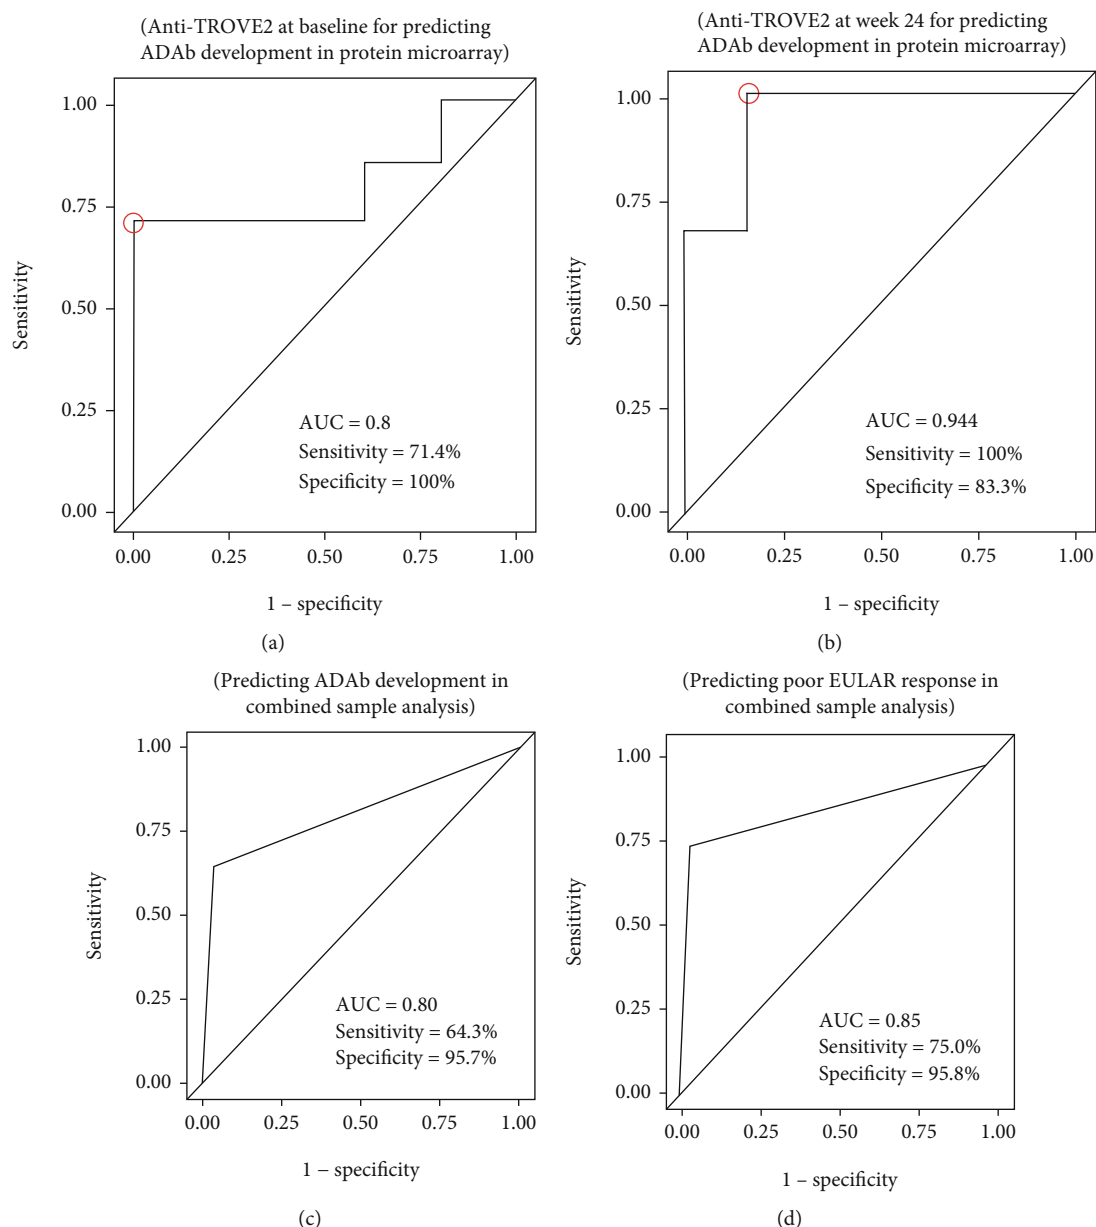 (Anti-TROVE2 at baseline for predicting
ADAb development in protein microarray)
1.00
0.75
0.50
0.25
0.00
Sensitivity
AUC = 0.8
Sensitivity = 71.4%
Specificity = 100%
0.00 0.25 0.50 0.75 1.00
1 – specificity
(a)
(Anti-TROVE2 at week 24 for predicting
ADAb development in protein microarray)
1.00
0.75
0.50
0.25
0.00
Sensitivity
AUC = 0.944
Sensitivity = 100%
Specificity = 83.3%
0.00 0.25 0.50 0.75 1.00
1 – specificity
(b)
(Predicting ADAb development in
combined sample analysis)
1.00
0.75
0.50
0.25
0.00
Sensitivity
AUC = 0.80
Sensitivity = 64.3%
Specificity = 95.7%
0.00 0.25 0.50 0.75 1.00
1 – specificity
(c)
(Predicting poor EULAR response in
combined sample analysis)
1.00
0.75
0.50
0.25
0.00
Sensitivity
AUC = 0.85
Sensitivity = 75.0%
Specificity = 95.8%
0.00 0.25 0.50 0.75 1.00
1 – specificity
(d)